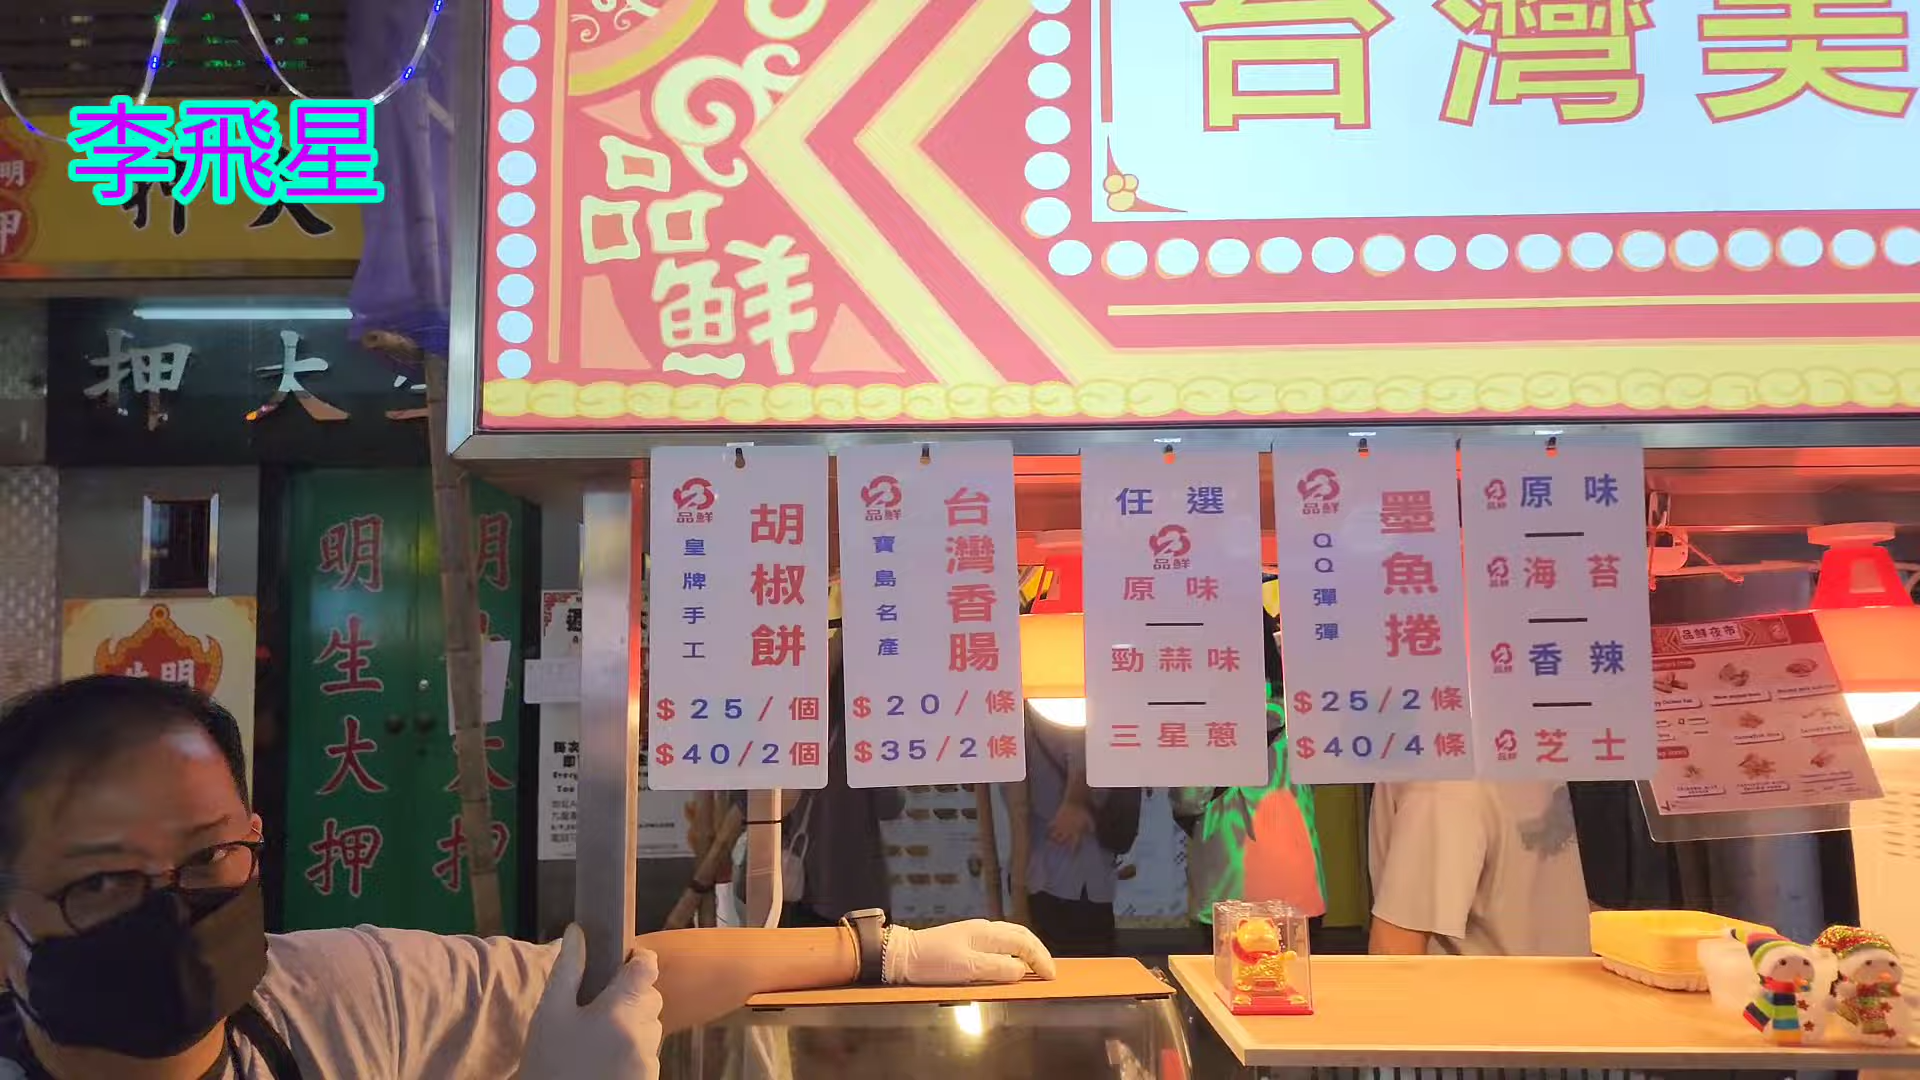 李飛星
台灣美
品鮮
押大
押大
明生大押
品鮮
胡椒餅
皇牌手工
$25/個
$40/2個
品鮮
台灣香腸
寶島名產
$20/條
$35/2條
任選
品鮮
原味
勁蒜味
三星蔥
品鮮
墨魚捲
QQ彈彈
$25/2條
$40/4條
原味
海苔
香辣
芝士
品鮮夜市